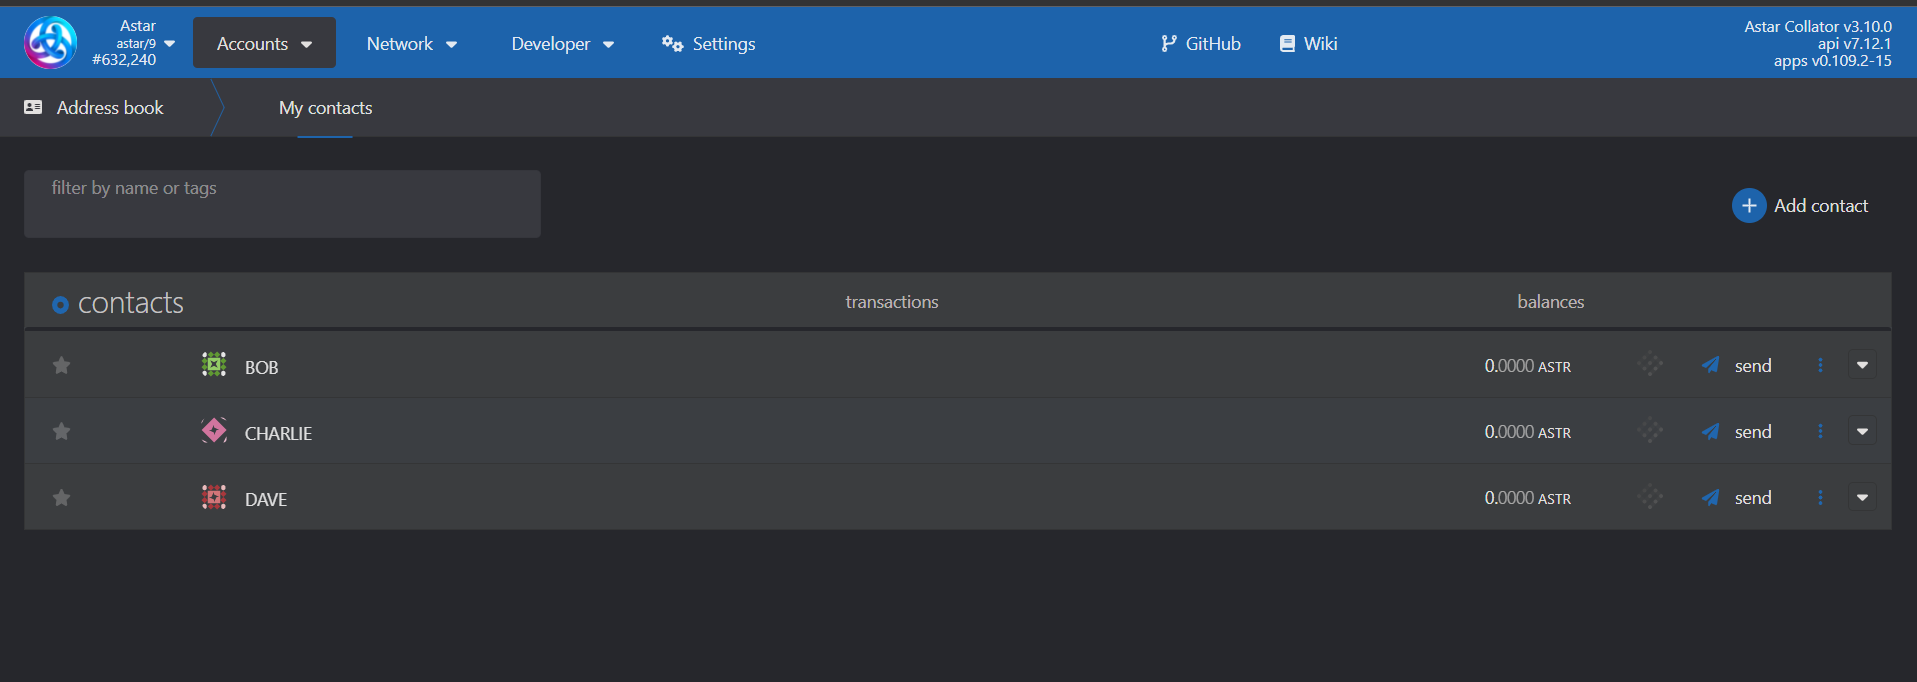 Astar
astar/9
#632,240
Accounts
Network
Developer
Settings
GitHub
Wiki
Astar Collator v3.10.0
api v7.12.1
apps v0.109.2-15
Address book
My contacts
filter by name or tags
Add contact
contacts transactions balances
BOB 0.0000 ASTR send
CHARLIE 0.0000 ASTR send
DAVE 0.0000 ASTR send